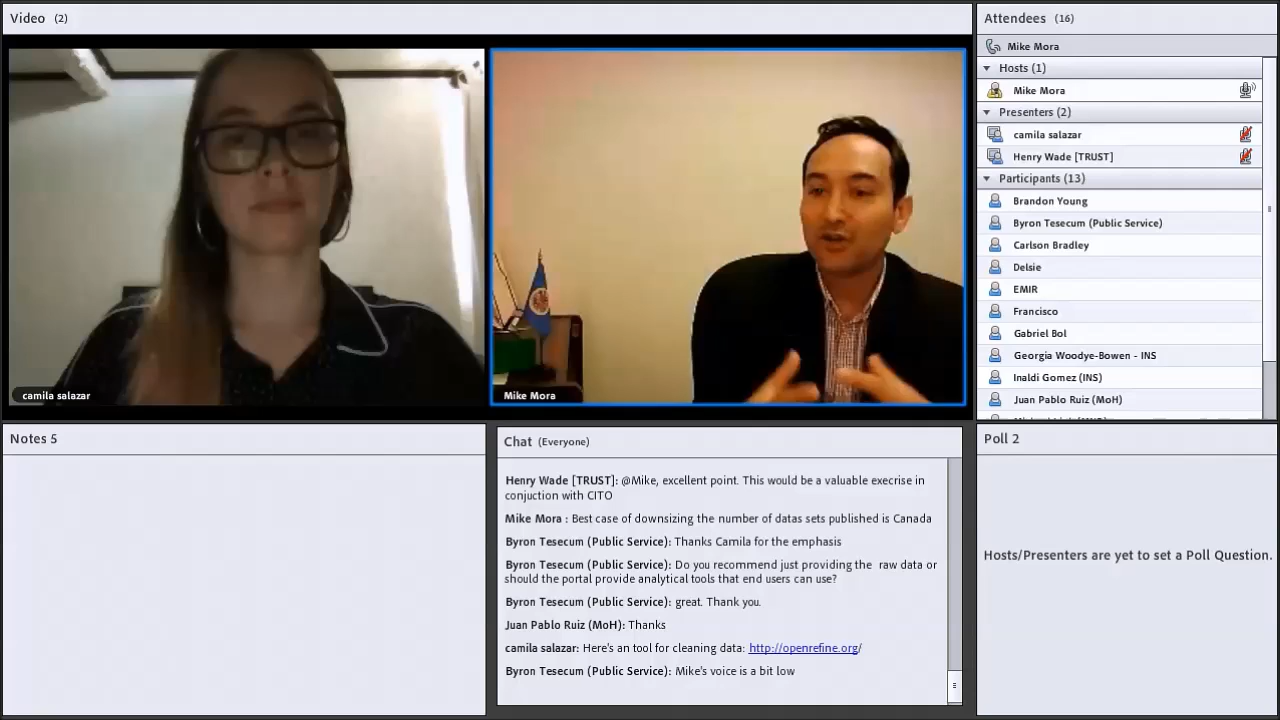 Video (2)
camila salazar
Mike Mora
Attendees (16)
Mike Mora
Hosts (1)
Mike Mora
Presenters (2)
camila salazar
Henry Wade [TRUST]
Participants (13)
Brandon Young
Byron Tesecum (Public Service)
Carlson Bradley
Delsie
EMIR
Francisco
Gabriel Bol
Georgia Woodye-Bowen - INS
Inaldi Gomez (INS)
Juan Pablo Ruiz (MoH)
Notes 5
Chat (Everyone)
Henry Wade [TRUST]: @Mike, excellent point. This would be a valuable execrise in
conjuction with CITO
Mike Mora : Best case of downsizing the number of datas sets published is Canada
Byron Tesecum (Public Service): Thanks Camila for the emphasis
Byron Tesecum (Public Service): Do you recommend just providing the raw data or
should the portal provide analytical tools that end users can use?
Byron Tesecum (Public Service): great. Thank you.
Juan Pablo Ruiz (MoH): Thanks
camila salazar: Here's an tool for cleaning data: http://openrefine.org/
Byron Tesecum (Public Service): Mike's voice is a bit low
Poll 2
Hosts/Presenters are yet to set a Poll Question.